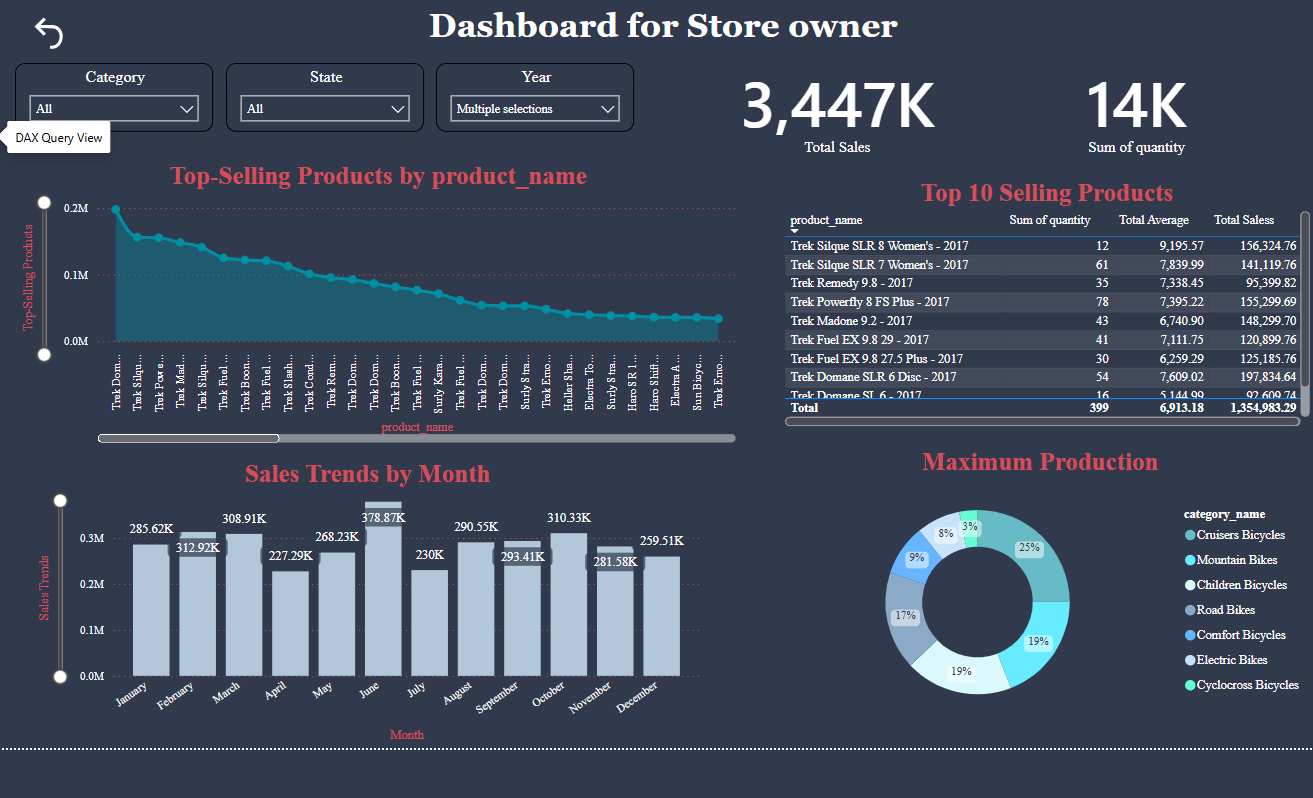 Dashboard for Store owner
Category
All
State
All
Year
Multiple selections
DAX Query View
3,447K
Total Sales
14K
Sum of quantity
Top-Selling Products by product_name
Top-Selling Products
0.2M
0.1M
0.0M
Trek Dom...
Trek Silqu...
Trek Powe...
Trek Mad...
Trek Silqu...
Trek Fuel ...
Trek Boon...
Trek Fuel ...
Trek Slash...
Trek Cond...
Trek Rem...
Trek Dom...
Trek Dom...
Trek Boon...
Trek Fuel ...
Surly Kara...
Trek Fuel ...
Trek Dom...
Trek Dom...
Surly Stra...
Trek Emo...
Heller Sha...
Electra To...
Surly Stra...
Haro SR 1...
Haro Shift...
Electra A...
Sun Bicyc...
Trek Emo...
product_name
Top 10 Selling Products
product_name Sum of quantity Total Average Total Saless
Trek Silque SLR 8 Women's - 2017 12 9,195.57 156,324.76
Trek Silque SLR 7 Women's - 2017 61 7,839.99 141,119.76
Trek Remedy 9.8 - 2017 35 7,338.45 95,399.82
Trek Powerfly 8 FS Plus - 2017 78 7,395.22 155,299.69
Trek Madone 9.2 - 2017 43 6,740.90 148,299.70
Trek Fuel EX 9.8 29 - 2017 41 7,111.75 120,899.76
Trek Fuel EX 9.8 27.5 Plus - 2017 30 6,259.29 125,185.76
Trek Domane SLR 6 Disc - 2017 54 7,609.02 197,834.64
Trek Domane SL 6 - 2017 16 5,144.99 92,609.74
Total 399 6,913.18 1,354,983.29
Sales Trends by Month
Sales Trends
0.3M
0.2M
0.1M
0.0M
285.62K
312.92K
308.91K
227.29K
268.23K
378.87K
230K
290.55K
293.41K
310.33K
281.58K
259.51K
January
February
March
April
May
June
July
August
September
October
November
December
Month
Maximum Production
25%
19%
19%
17%
9%
8%
3%
category_name
Cruisers Bicycles
Mountain Bikes
Children Bicycles
Road Bikes
Comfort Bicycles
Electric Bikes
Cyclocross Bicycles